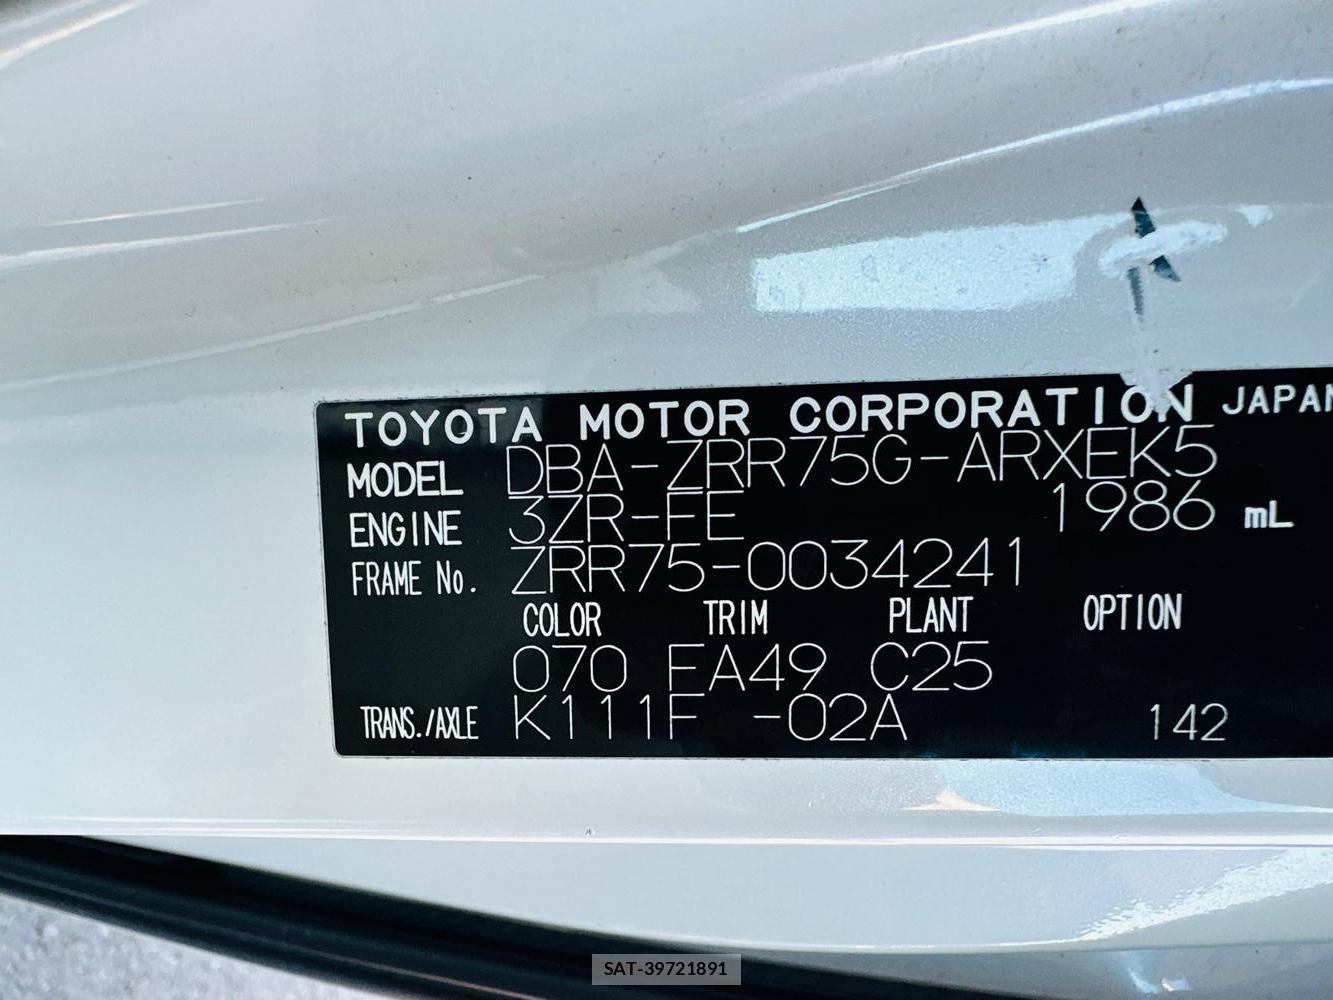 TOYOTA MOTOR CORPORATION JAPAN
MODEL DBA-ZRR75G-ARXEK5
ENGINE 3ZR-FE 1986 mL
FRAME No. ZRR75-0034241
COLOR TRIM PLANT OPTION
070 FA49 C25
TRANS./AXLE K111F -02A 142
SAT-39721891